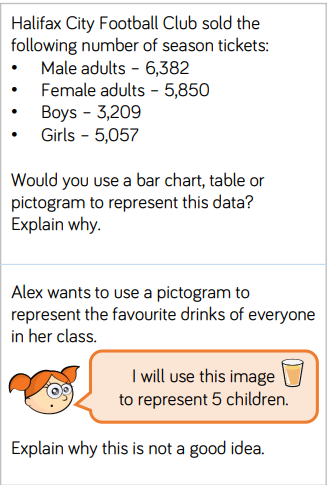 Halifax City Football Club sold the
following number of season tickets:
• Male adults – 6,382
• Female adults – 5,850
• Boys – 3,209
• Girls – 5,057
Would you use a bar chart, table or
pictogram to represent this data?
Explain why.
Alex wants to use a pictogram to
represent the favourite drinks of everyone
in her class.
I will use this image
to represent 5 children.
Explain why this is not a good idea.